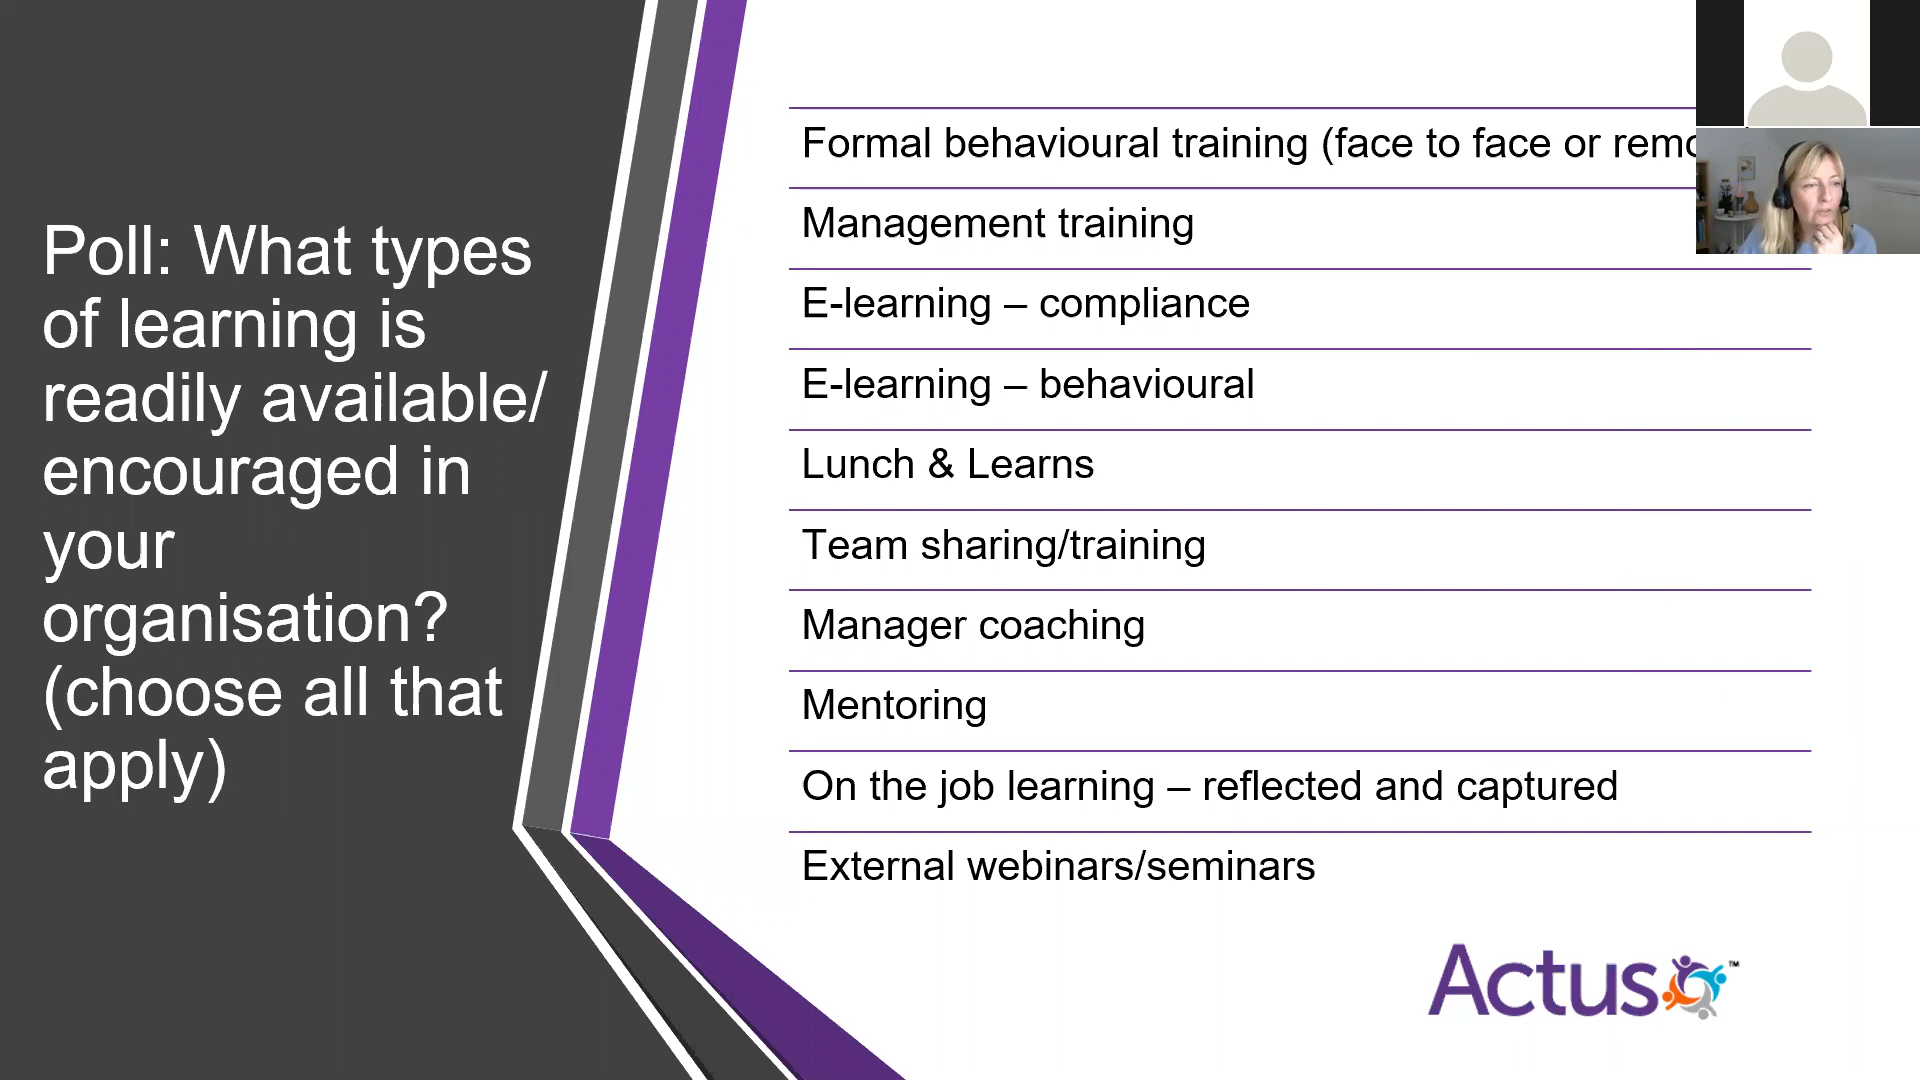 Poll: What types
of learning is
readily available/
encouraged in
your
organisation?
(choose all that
apply)
Formal behavioural training (face to face or
Management training
E-learning – compliance
E-learning – behavioural
Lunch & Learns
Team sharing/training
Manager coaching
Mentoring
On the job learning – reflected and captured
External webinars/seminars
Actus™